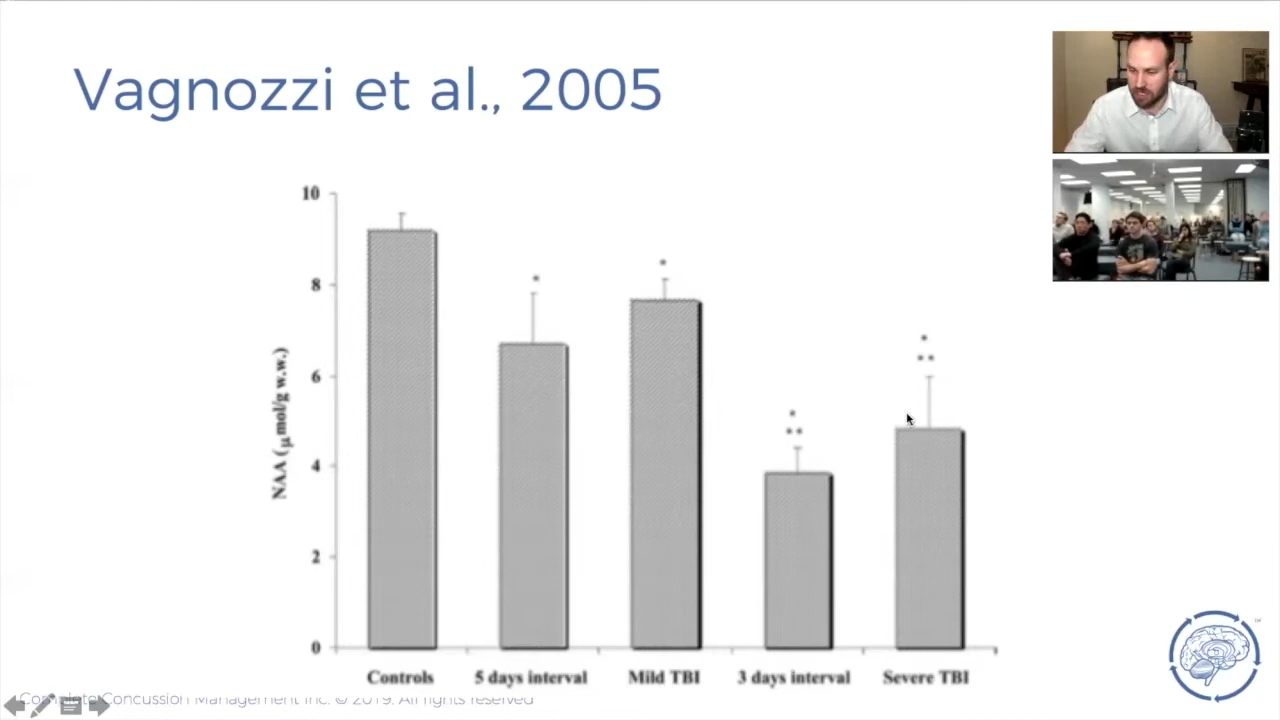 Vagnozzi et al., 2005
10
8
6
4
2
0
NAA (μmol/g w.w.)
*
*
*
**
*
**
Controls
5 days interval
Mild TBI
3 days interval
Severe TBI
Complete Concussion Management Inc. © 2019. All rights reserved